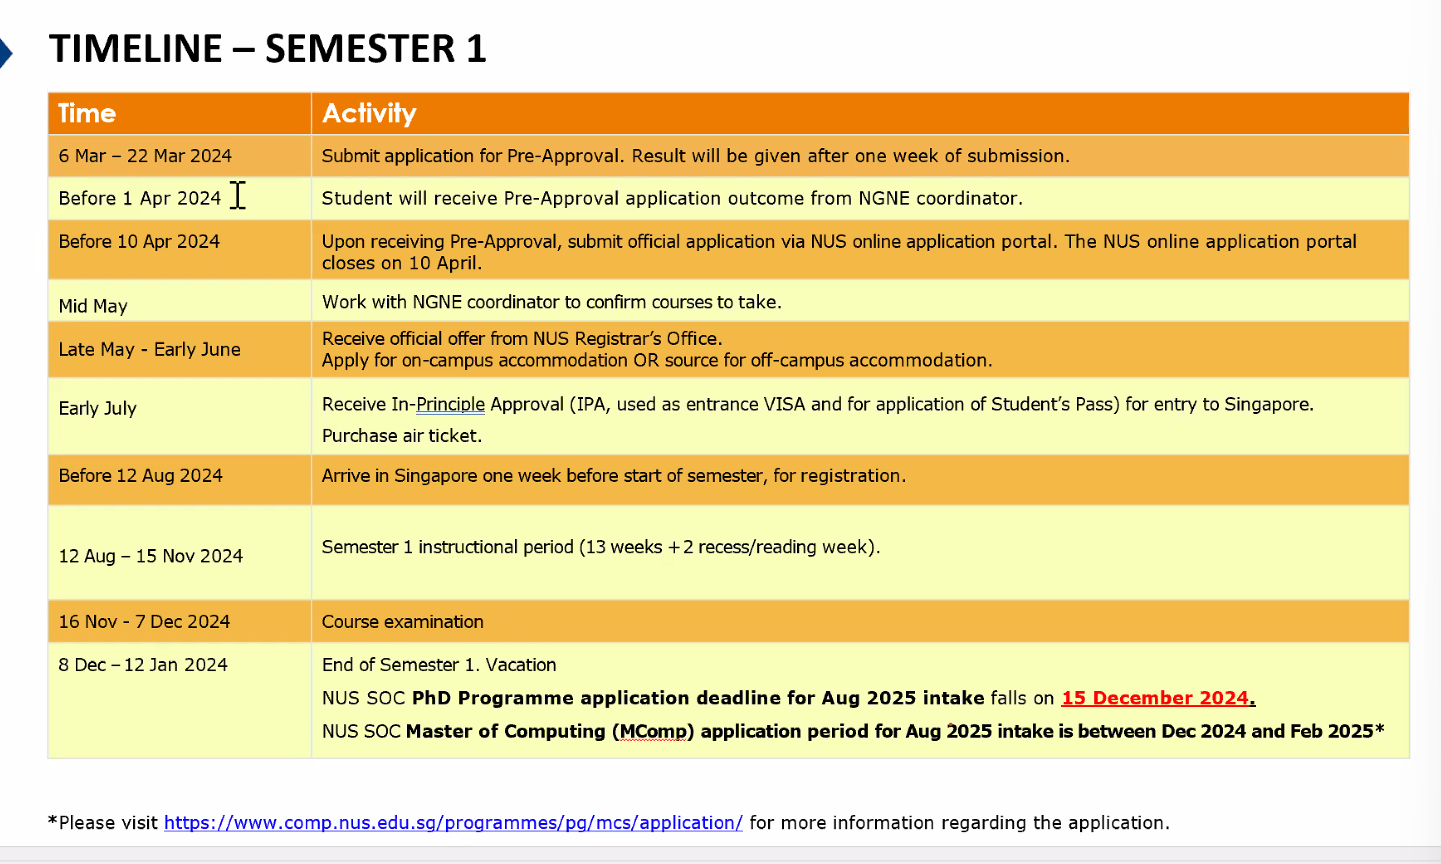 TIMELINE – SEMESTER 1
Time Activity
6 Mar – 22 Mar 2024 Submit application for Pre-Approval. Result will be given after one week of submission.
Before 1 Apr 2024 Student will receive Pre-Approval application outcome from NGNE coordinator.
Before 10 Apr 2024 Upon receiving Pre-Approval, submit official application via NUS online application portal. The NUS online application portal
closes on 10 April.
Mid May Work with NGNE coordinator to confirm courses to take.
Late May - Early June Receive official offer from NUS Registrar’s Office.
Apply for on-campus accommodation OR source for off-campus accommodation.
Early July Receive In-Principle Approval (IPA, used as entrance VISA and for application of Student’s Pass) for entry to Singapore.
Purchase air ticket.
Before 12 Aug 2024 Arrive in Singapore one week before start of semester, for registration.
12 Aug – 15 Nov 2024 Semester 1 instructional period (13 weeks + 2 recess/reading week).
16 Nov - 7 Dec 2024 Course examination
8 Dec – 12 Jan 2024 End of Semester 1. Vacation
NUS SOC PhD Programme application deadline for Aug 2025 intake falls on 15 December 2024.
NUS SOC Master of Computing (MComp) application period for Aug 2025 intake is between Dec 2024 and Feb 2025*
*Please visit https://www.comp.nus.edu.sg/programmes/pg/mcs/application/ for more information regarding the application.